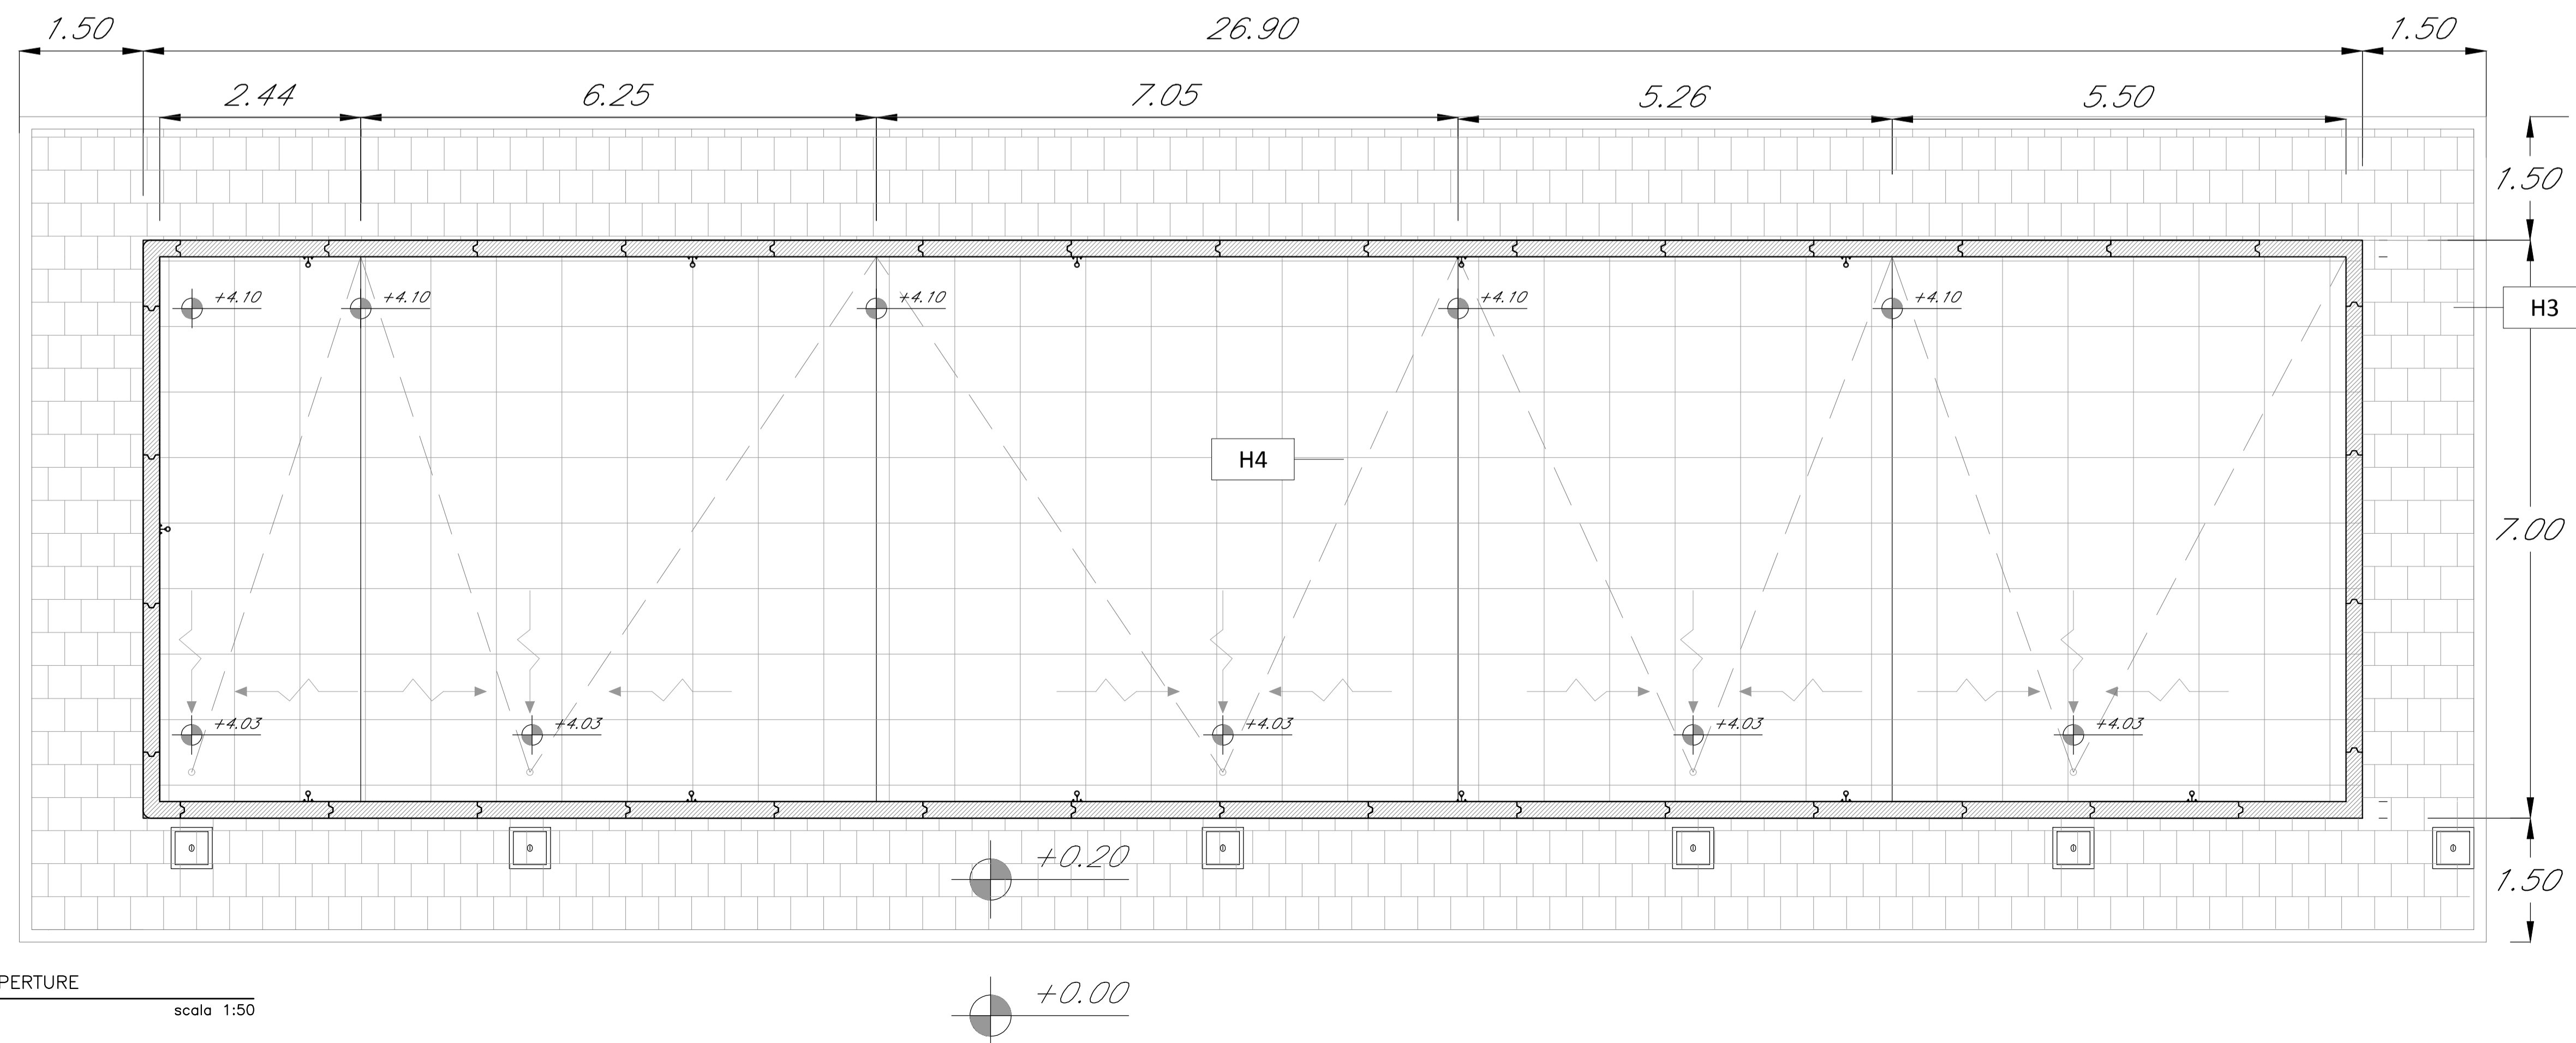 1.50 26.90 1.50
2.44 6.25 7.05 5.26 5.50
1.50
+4.10 +4.10 +4.10 +4.10 +4.10
H3
H4
7.00
+4.03 +4.03 +4.03 +4.03 +4.03
+0.20
1.50
PERTURE
+0.00
scala 1:50